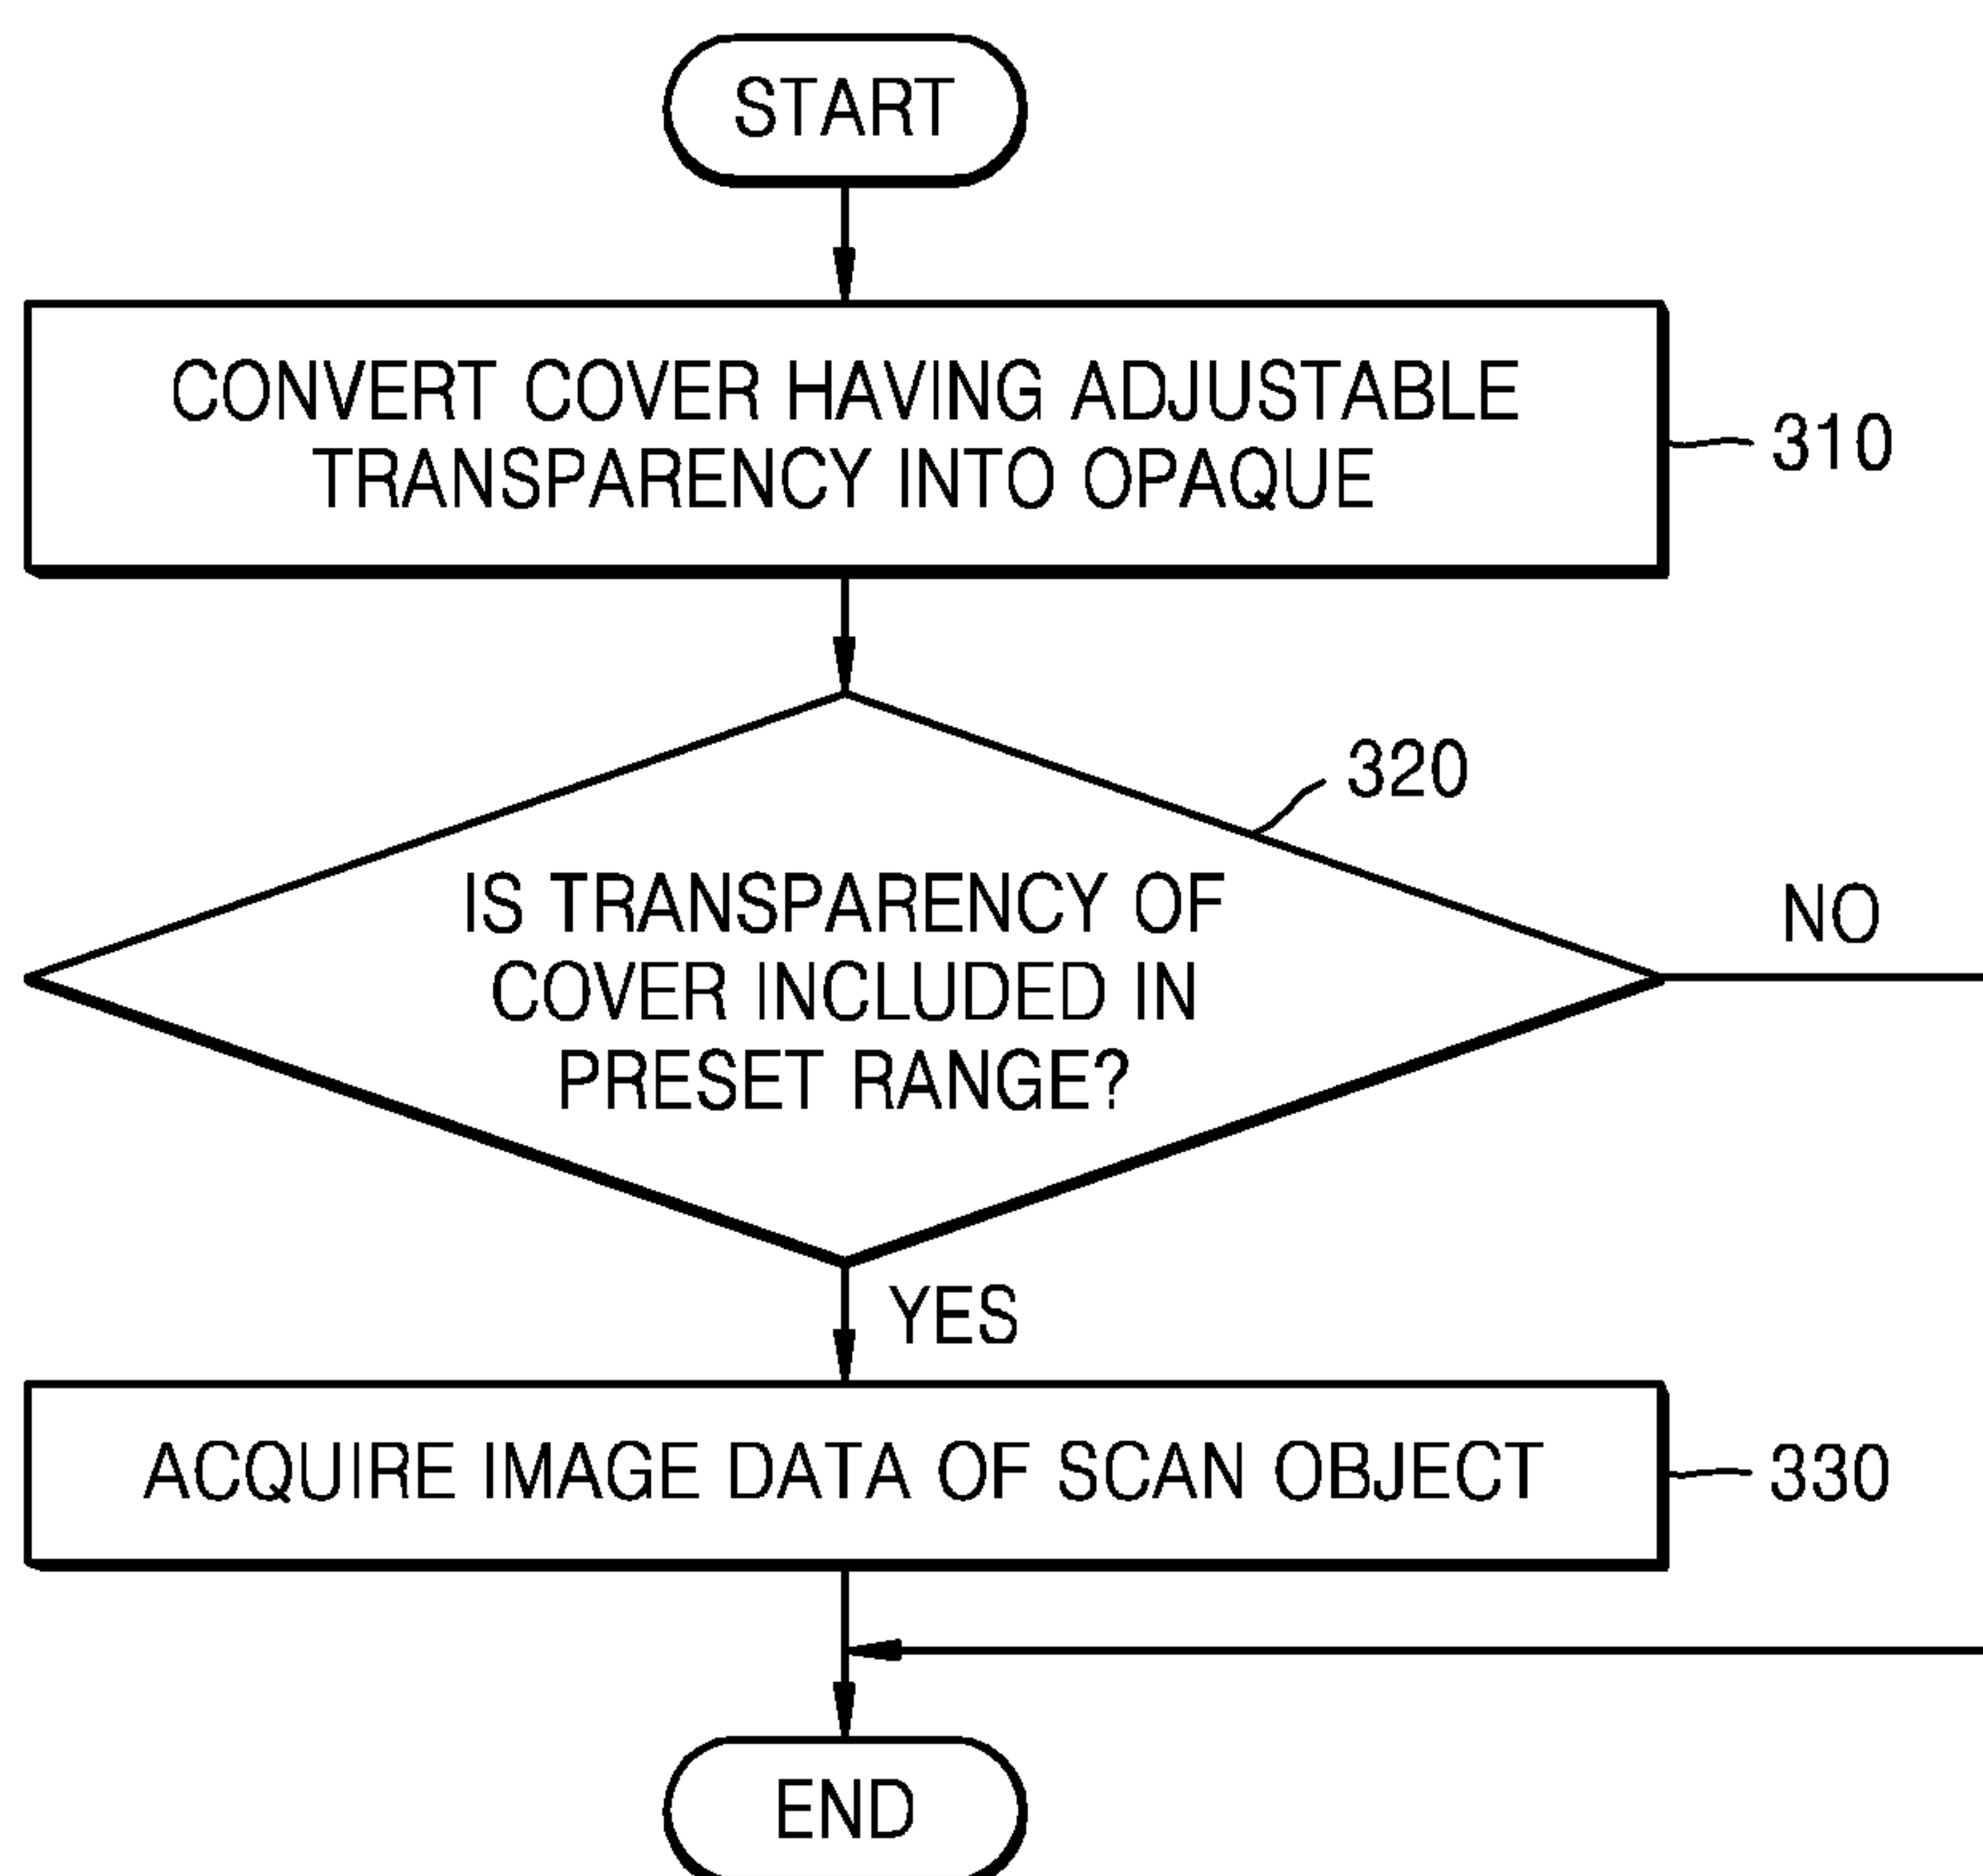 START
CONVERT COVER HAVING ADJUSTABLE
TRANSPARENCY INTO OPAQUE
310
320
IS TRANSPARENCY OF
COVER INCLUDED IN
PRESET RANGE?
NO
YES
ACQUIRE IMAGE DATA OF SCAN OBJECT
330
END